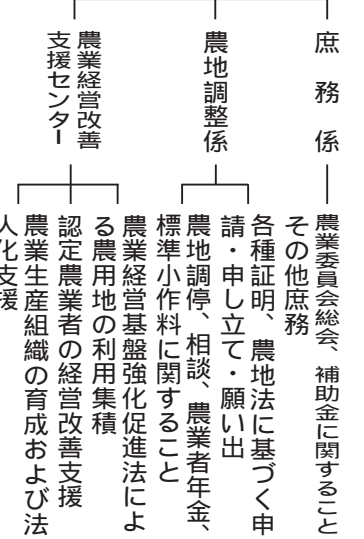 庶務係
農業委員会総会、補助金に関すること
その他庶務
農地調整係
各種証明、農地法に基づく申
請・申し立て・願い出
農地調停、相談、農業者年金、
標準小作料に関すること
農業経営改善
支援センター
農業経営基盤強化促進法によ
る農用地の利用集積
認定農業者の経営改善支援
農業生産組織の育成および法
人化支援